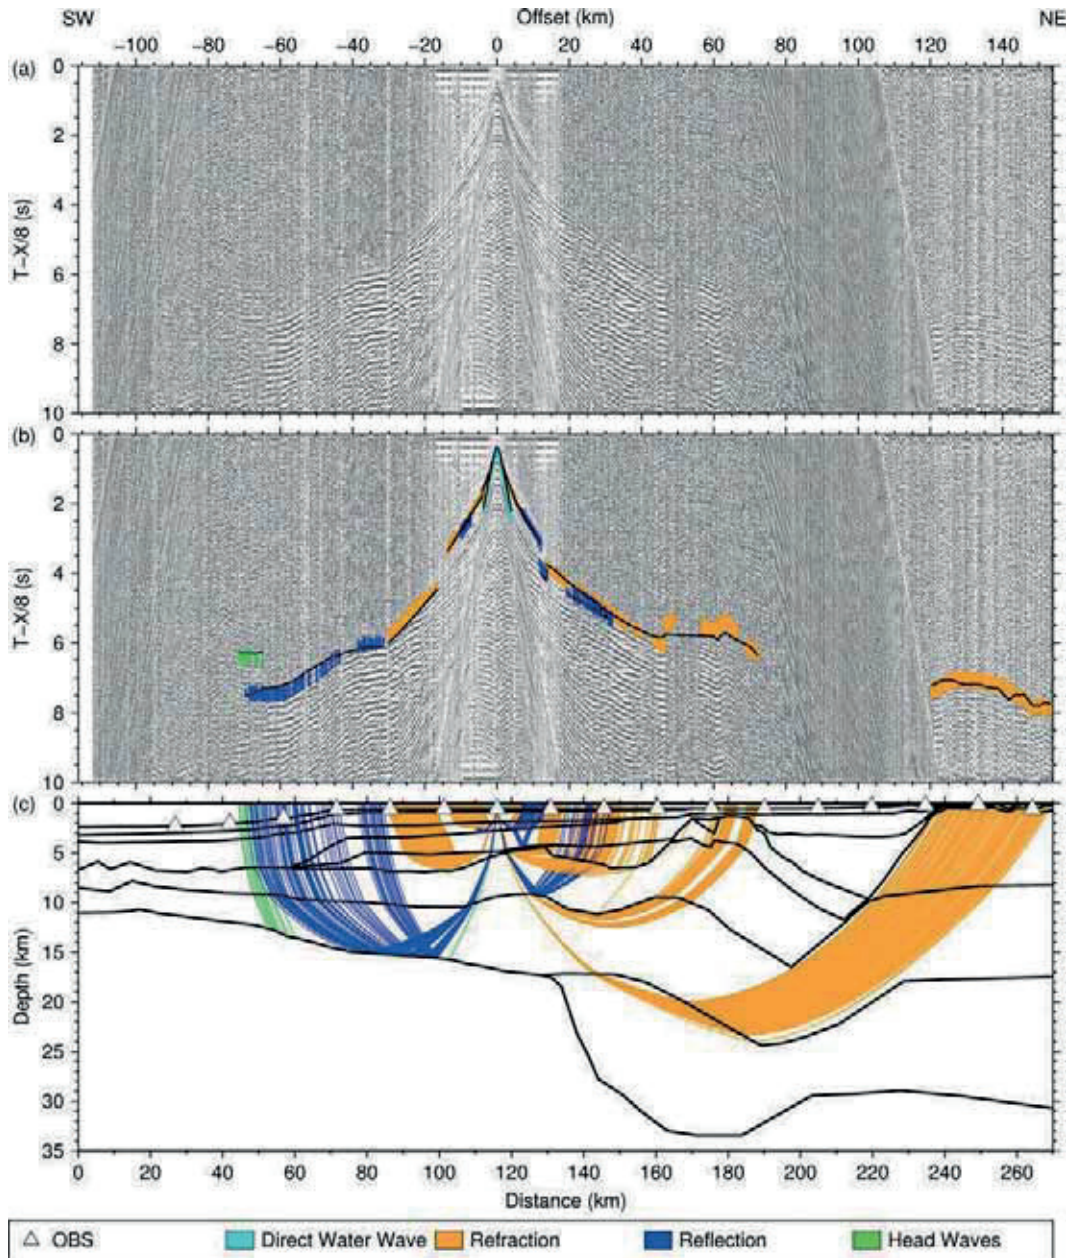 SW Offset (km) NE
−100 −80 −60 −40 −20 0 20 40 60 80 100 120 140
(a)
0
2
4
6
8
10
T−X/8 (s)
(b)
0
2
4
6
8
10
T−X/8 (s)
(c)
0
5
10
15
20
25
30
35
Depth (km)
0 20 40 60 80 100 120 140 160 180 200 220 240 260
Distance (km)
OBS Direct Water Wave Refraction Reflection Head Waves